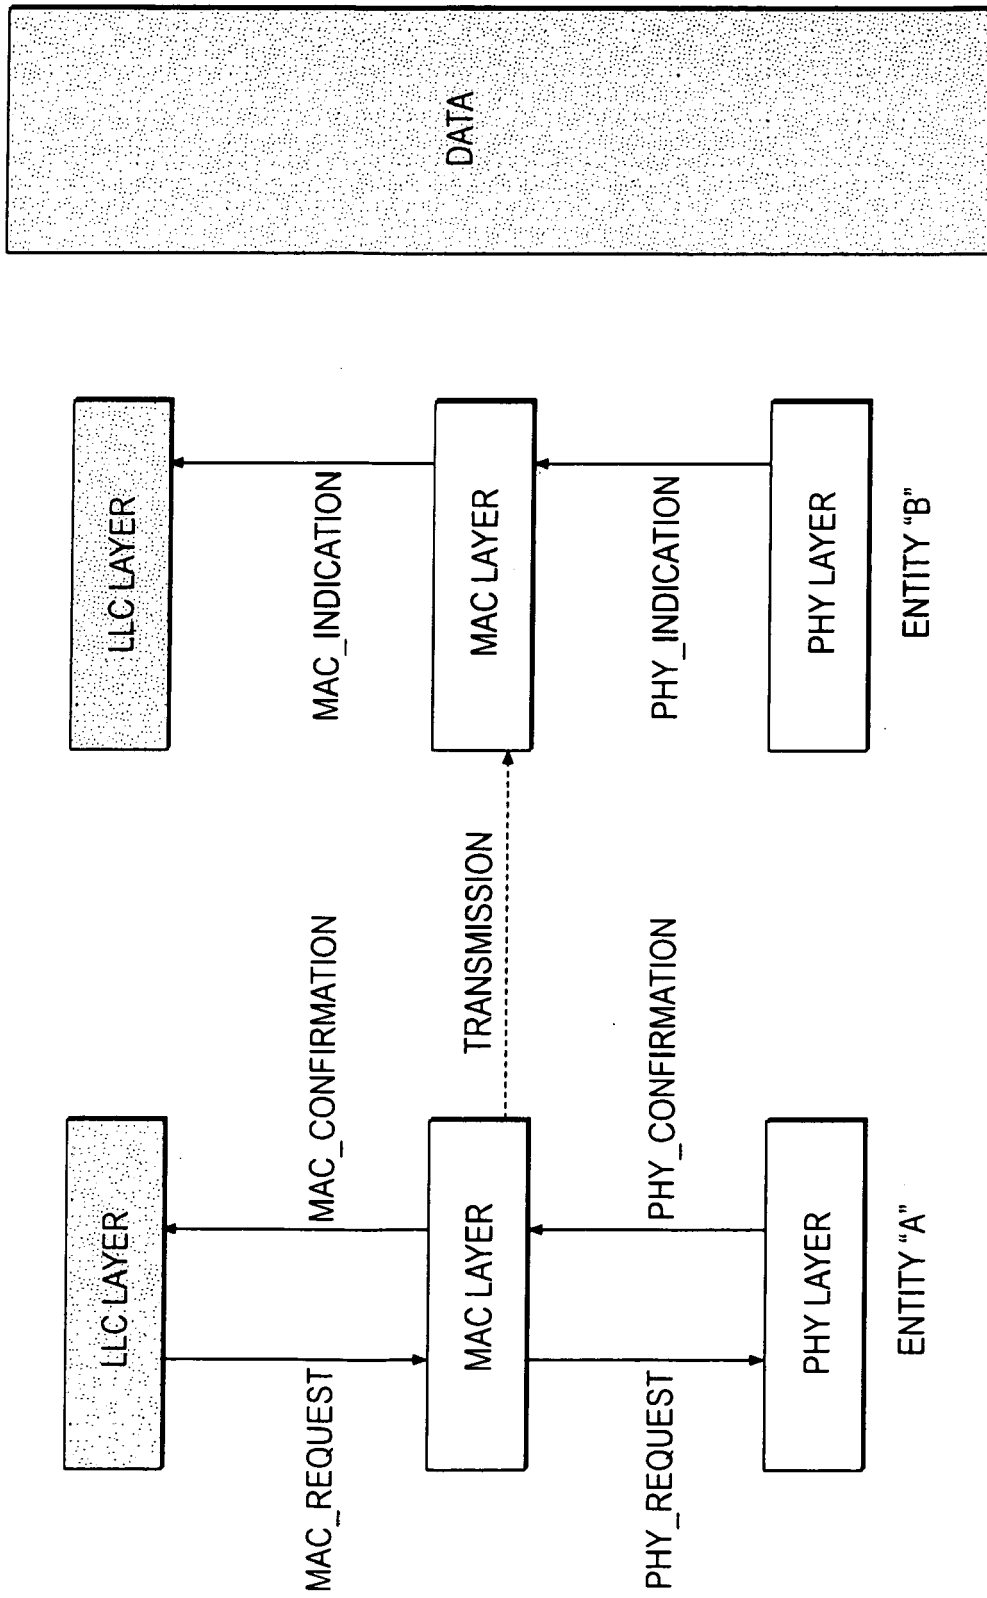 DATA
LLC LAYER
LLC LAYER
MAC_REQUEST
MAC_CONFIRMATION
MAC_INDICATION
MAC LAYER
TRANSMISSION
MAC LAYER
PHY_REQUEST
PHY_CONFIRMATION
PHY_INDICATION
PHY LAYER
PHY LAYER
ENTITY “A”
ENTITY “B”